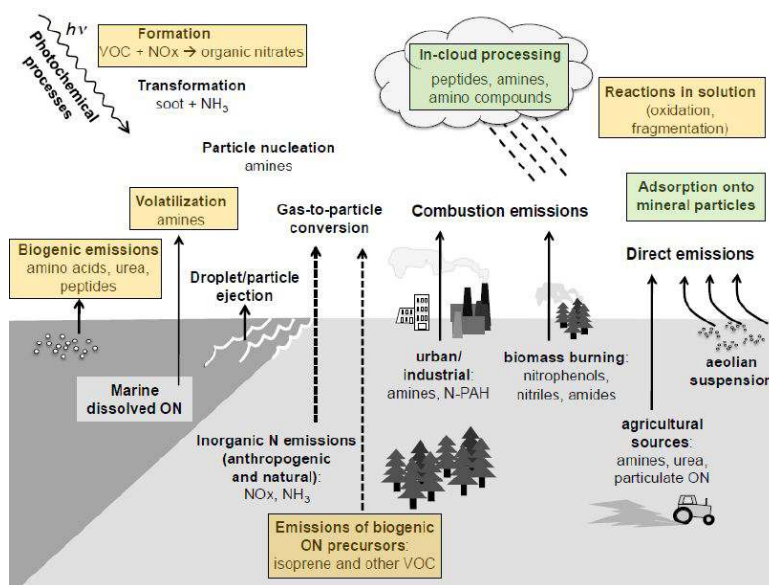 hν
Photochemical
processes
Formation
VOC + NOx → organic nitrates
Transformation
soot + NH₃
Particle nucleation
amines
In-cloud processing
peptides, amines,
amino compounds
Reactions in solution
(oxidation,
fragmentation)
Adsorption onto
mineral particles
Volatilization
amines
Biogenic emissions
amino acids, urea,
peptides
Droplet/particle
ejection
Gas-to-particle
conversion
Combustion emissions
Direct emissions
Marine
dissolved ON
Inorganic N emissions
(anthropogenic
and natural):
NOx, NH₃
Emissions of biogenic
ON precursors:
isoprene and other VOC
urban/
industrial:
amines, N-PAH
biomass burning:
nitrophenols,
nitriles, amides
aeolian
suspension
agricultural
sources:
amines, urea,
particulate ON